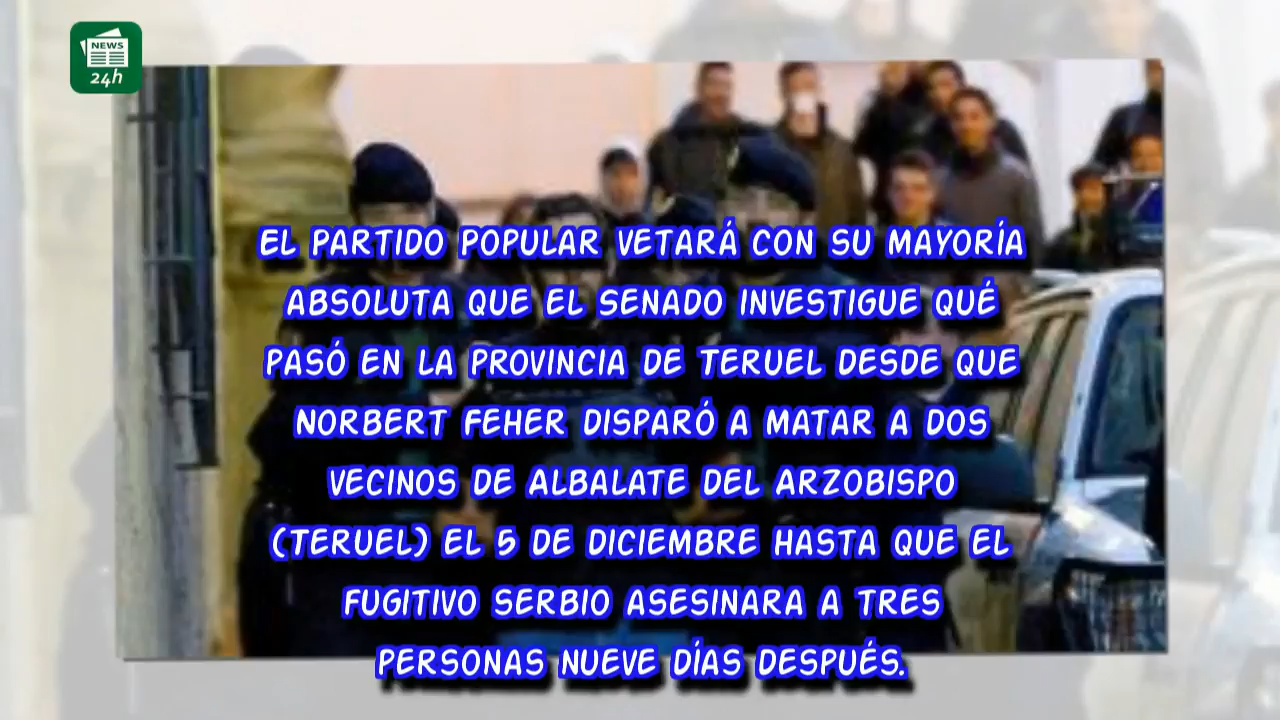 NEWS
24h
EL PARTIDO POPULAR VETARÁ CON SU MAYORÍA
ABSOLUTA QUE EL SENADO INVESTIGUE QUÉ
PASÓ EN LA PROVINCIA DE TERUEL DESDE QUE
NORBERT FEHER DISPARÓ A MATAR A DOS
VECINOS DE ALBALATE DEL ARZOBISPO
(TERUEL) EL 5 DE DICIEMBRE HASTA QUE EL
FUGITIVO SERBIO ASESINARA A TRES
PERSONAS NUEVE DÍAS DESPUÉS.